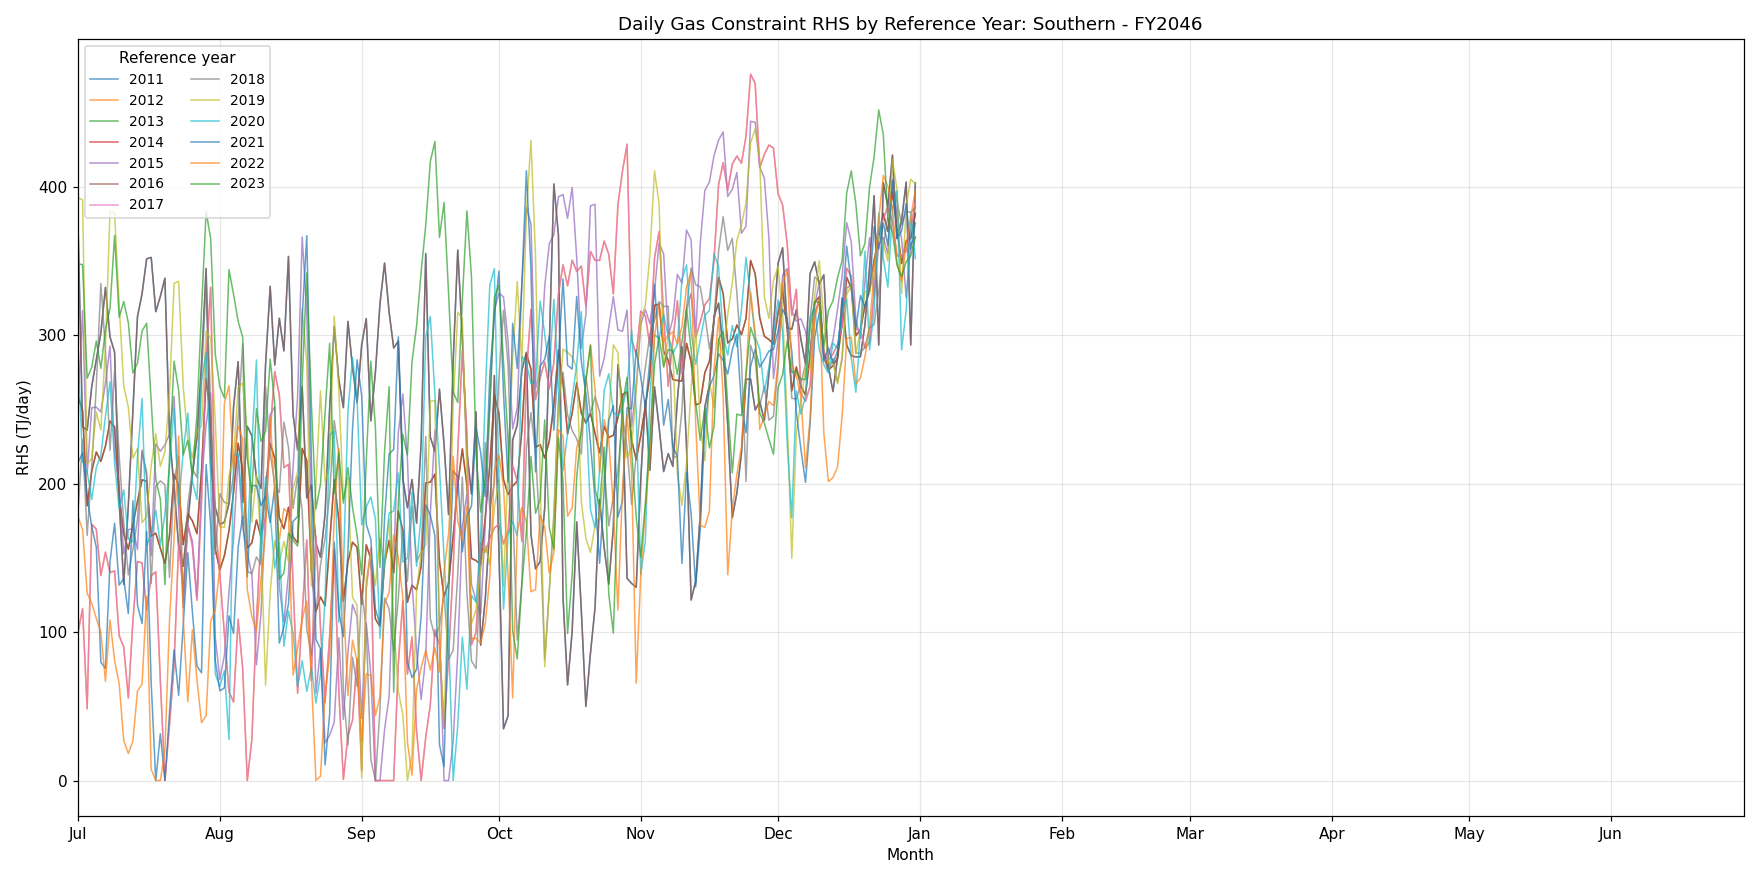 Daily Gas Constraint RHS by Reference Year: Southern - FY2046
Reference year
2011 2018
2012 2019
2013 2020
2014 2021
2015 2022
2016 2023
2017
RHS (TJ/day)
400
300
200
100
0
Jul Aug Sep Oct Nov Dec Jan Feb Mar Apr May Jun
Month